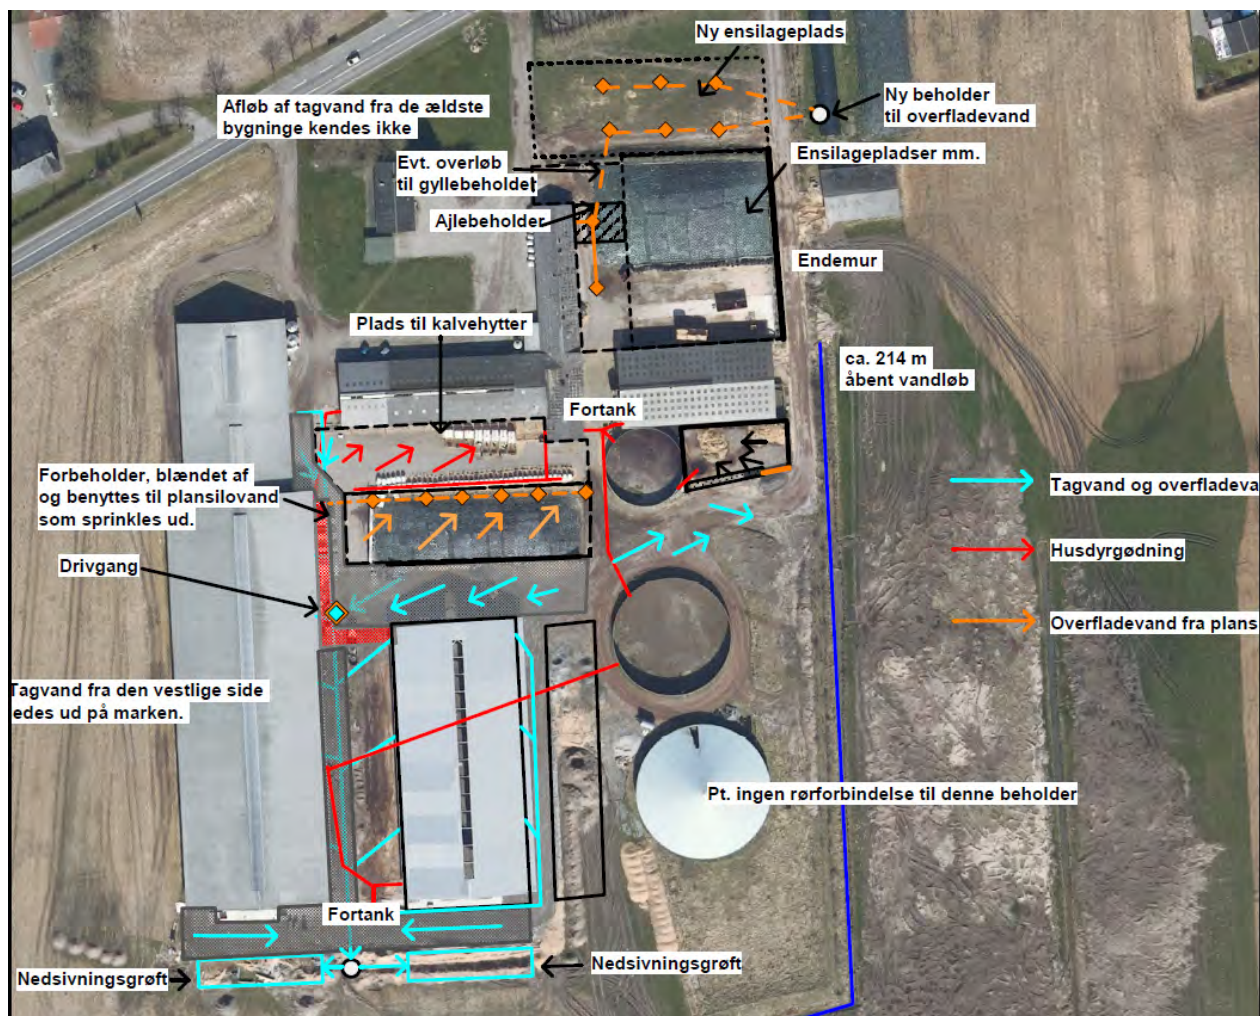 Ny ensilageplads
Afløb af tagvand fra de ældste
bygninge kendes ikke
Ny beholder
til overfladevand
Evt. overløb
til gyllebeholdet
Ensilagepladser mm.
Ajlebeholder
Endemur
Plads til kalvehytter
ca. 214 m
åbent vandløb
Fortank
Forbeholder, blændet af
og benyttes til plansilovand
som sprinkles ud.
Tagvand og overfladeva
Husdyrgødning
Drivgang
Overfladevand fra plans
Tagvand fra den vestlige side
edes ud på marken.
Pt. ingen rørforbindelse til denne beholder
Fortank
Nedsivningsgrøft
Nedsivningsgrøft